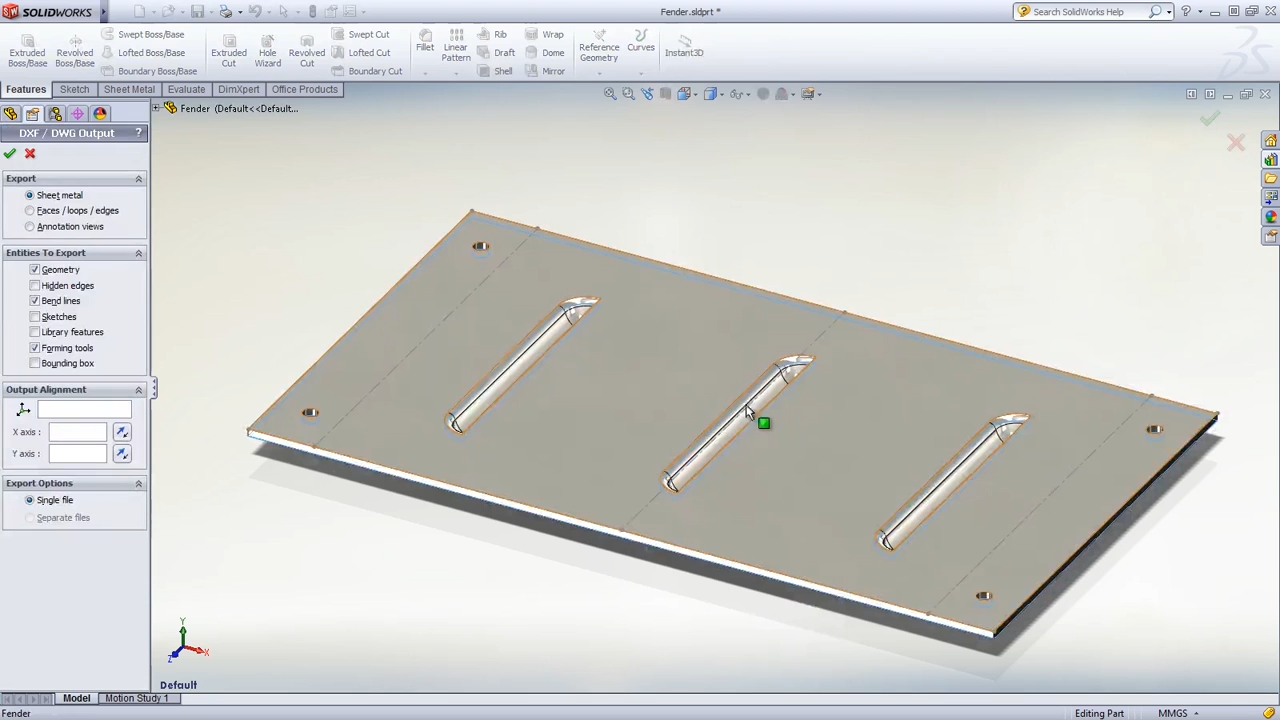 SOLIDWORKS
Fender.sldprt *
Search SolidWorks Help
Extruded Boss/Base
Revolved Boss/Base
Swept Boss/Base
Lofted Boss/Base
Boundary Boss/Base
Extruded Cut
Hole Wizard
Revolved Cut
Swept Cut
Lofted Cut
Boundary Cut
Fillet
Linear Pattern
Rib
Draft
Shell
Wrap
Dome
Mirror
Reference Geometry
Curves
Instant3D
Features
Sketch
Sheet Metal
Evaluate
DimXpert
Office Products
Fender (Default<<Default...
DXF / DWG Output
?
Export
Sheet metal
Faces / loops / edges
Annotation views
Entities To Export
Geometry
Hidden edges
Bend lines
Sketches
Library features
Forming tools
Bounding box
Output Alignment
X axis :
Y axis :
Export Options
Single file
Separate files
Y
X
Z
Default
Model
Motion Study 1
Fender
Editing Part
MMGS